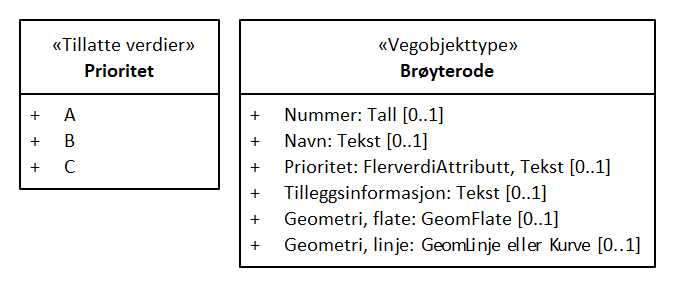 «Tillatte verdier»
Prioritet
+ A
+ B
+ C
«Vegobjekttype»
Brøyterode
+ Nummer: Tall [0..1]
+ Navn: Tekst [0..1]
+ Prioritet: FlerverdiAttributt, Tekst [0..1]
+ Tilleggsinformasjon: Tekst [0..1]
+ Geometri, flate: GeomFlate [0..1]
+ Geometri, linje: GeomLinje eller Kurve [0..1]